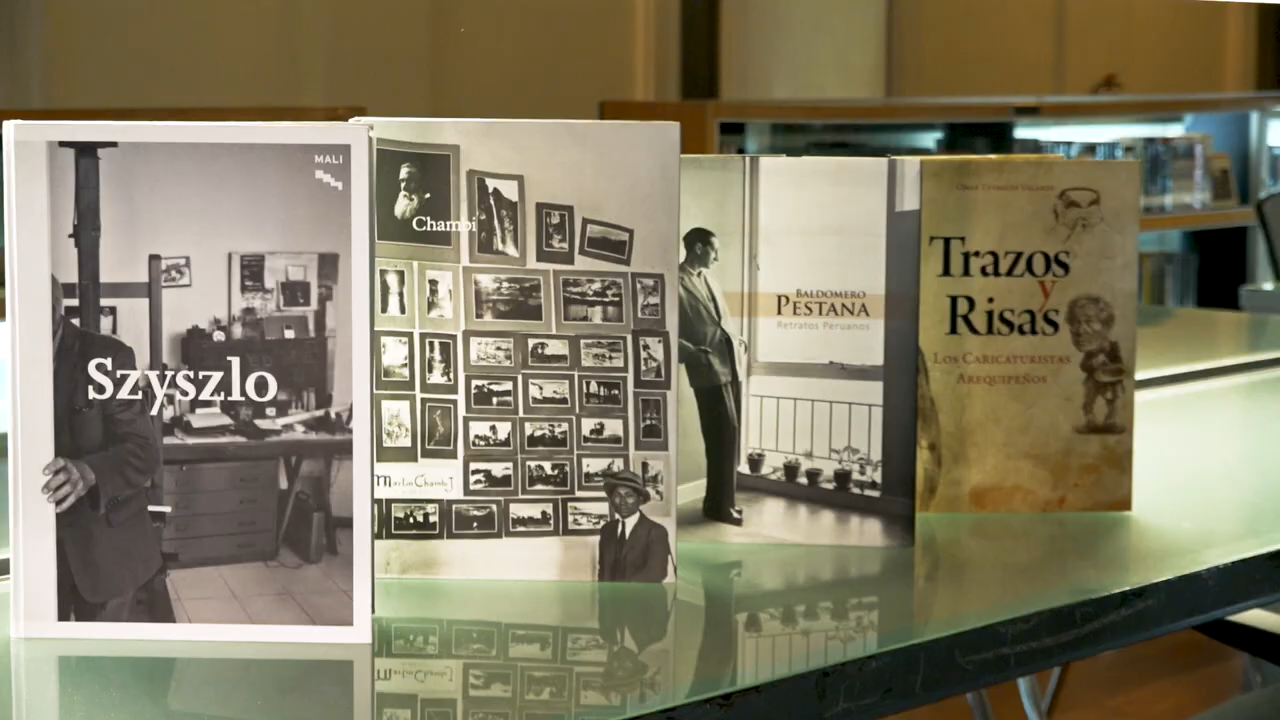 MALI
Szyszlo
Chambi
Martin Chambi J
BALDOMERO
PESTANA
Retratos Peruanos
Trazos
y
Risas
LOS CARICATURISTAS
AREQUIPEÑOS